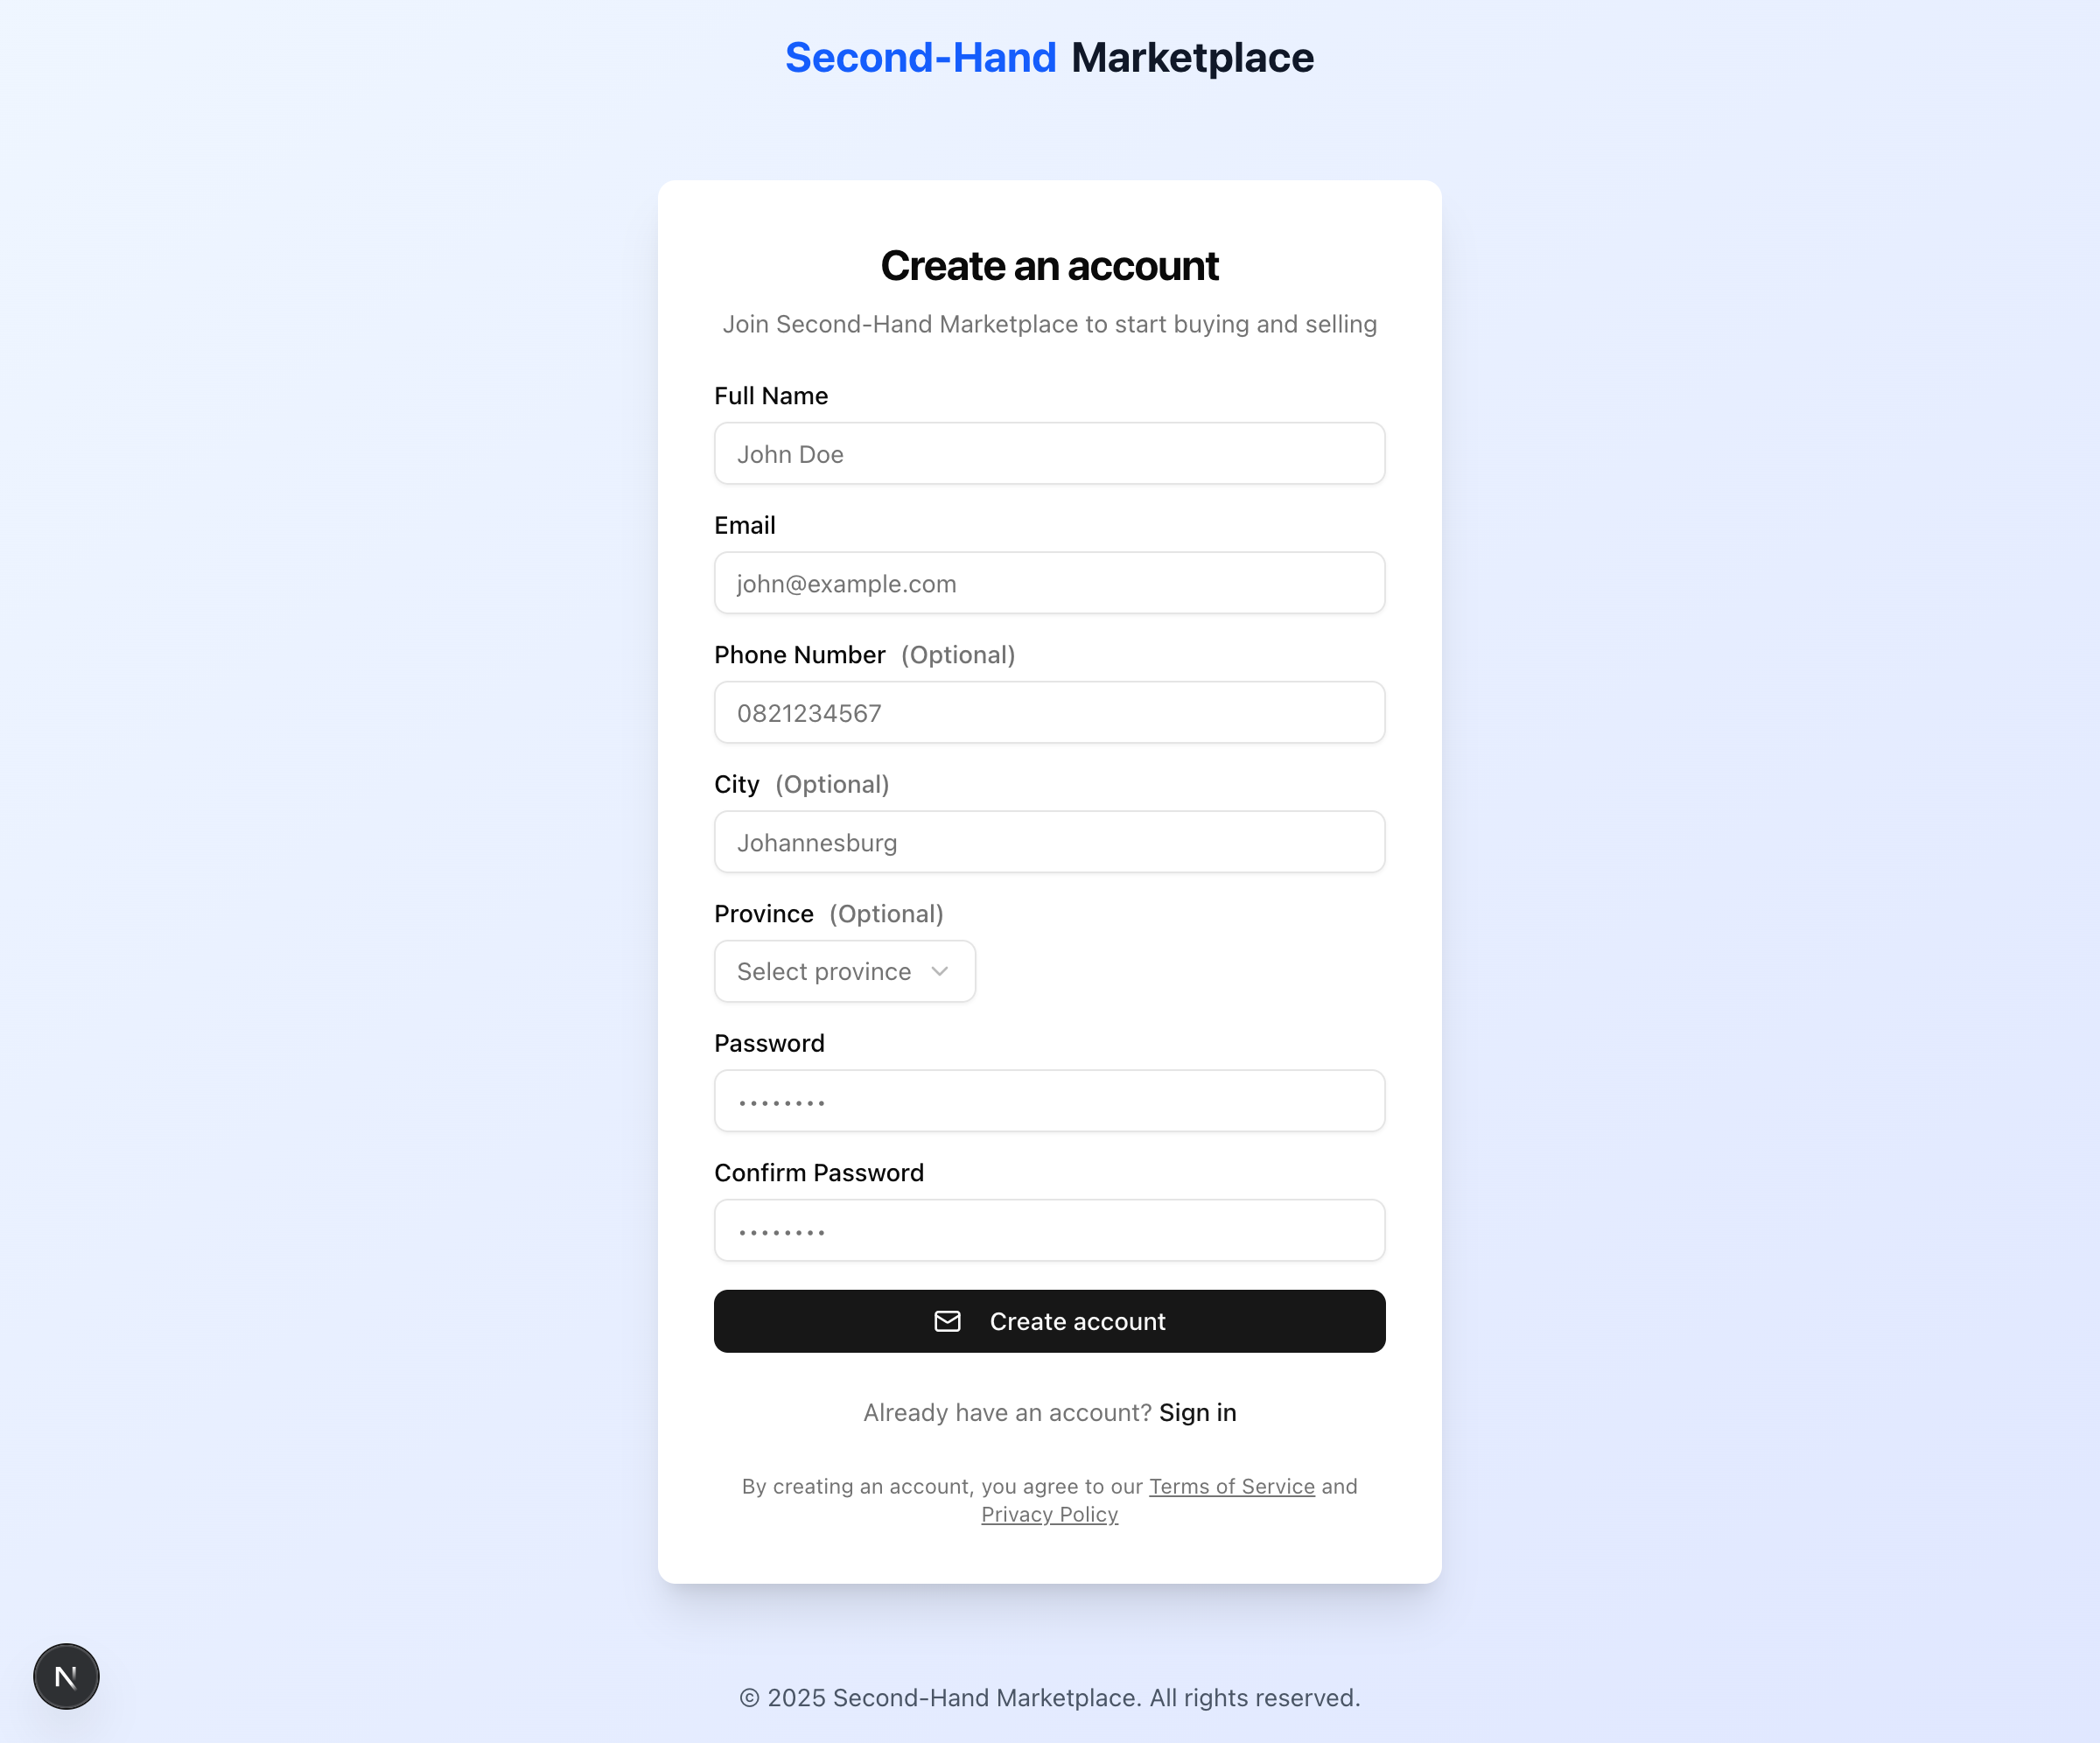 Second-Hand Marketplace
Create an account
Join Second-Hand Marketplace to start buying and selling
Full Name
John Doe
Email
john@example.com
Phone Number (Optional)
0821234567
City (Optional)
Johannesburg
Province (Optional)
Select province
Password
••••••••
Confirm Password
••••••••
Create account
Already have an account? Sign in
By creating an account, you agree to our Terms of Service and
Privacy Policy
N
© 2025 Second-Hand Marketplace. All rights reserved.